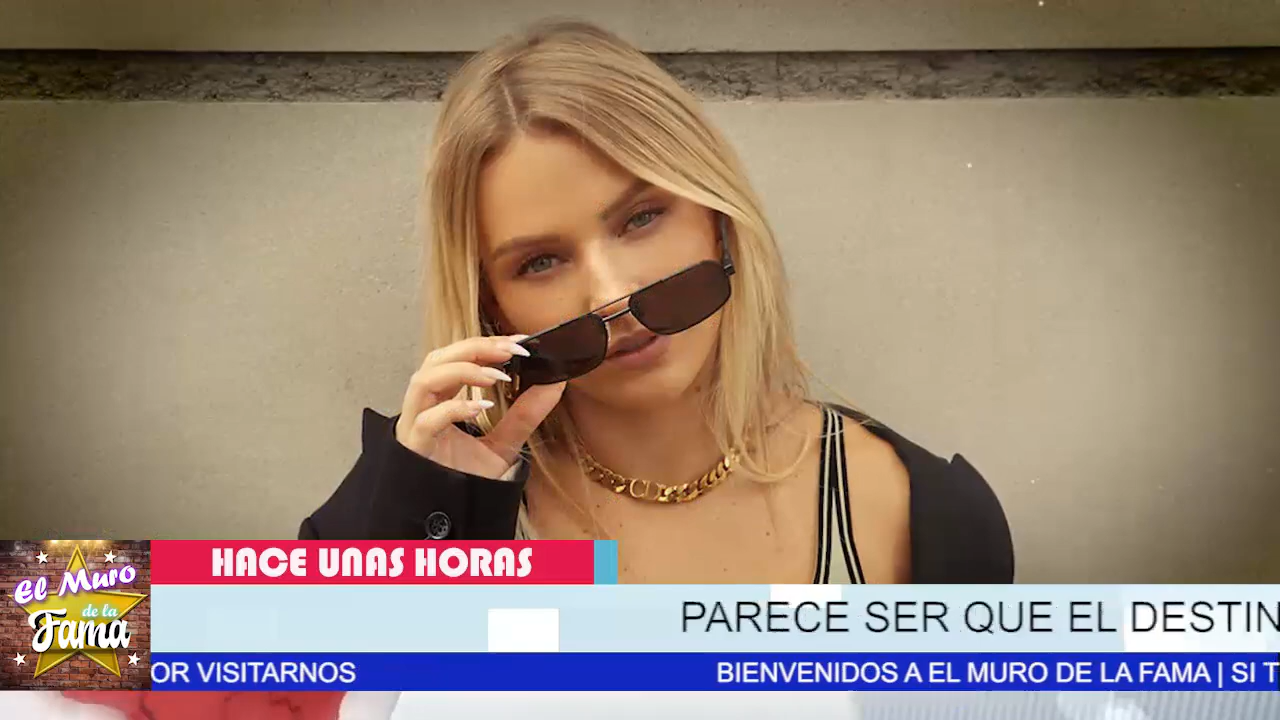 HACE UNAS HORAS
El Muro
de la
Fama
PARECE SER QUE EL DESTIN
OR VISITARNOS BIENVENIDOS A EL MURO DE LA FAMA | SI T